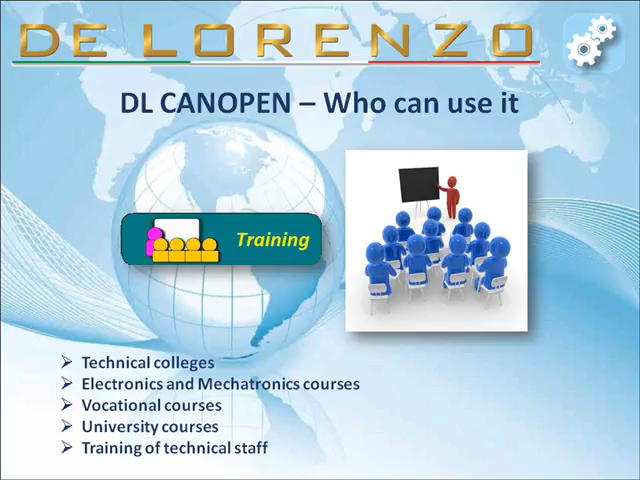 DE LORENZO
DL CANOPEN – Who can use it
Training
Technical colleges
Electronics and Mechatronics courses
Vocational courses
University courses
Training of technical staff